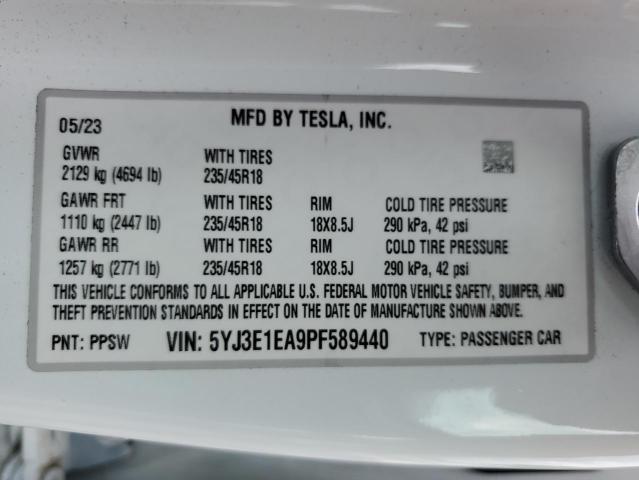 05/23 MFD BY TESLA, INC.
GVWR WITH TIRES
2129 kg (4694 lb) 235/45R18
GAWR FRT WITH TIRES RIM COLD TIRE PRESSURE
1110 kg (2447 lb) 235/45R18 18X8.5J 290 kPa, 42 psi
GAWR RR WITH TIRES RIM COLD TIRE PRESSURE
1257 kg (2771 lb) 235/45R18 18X8.5J 290 kPa, 42 psi
THIS VEHICLE CONFORMS TO ALL APPLICABLE U.S. FEDERAL MOTOR VEHICLE SAFETY, BUMPER, AND
THEFT PREVENTION STANDARDS IN EFFECT ON THE DATE OF MANUFACTURE SHOWN ABOVE.
PNT: PPSW VIN: 5YJ3E1EA9PF589440 TYPE: PASSENGER CAR